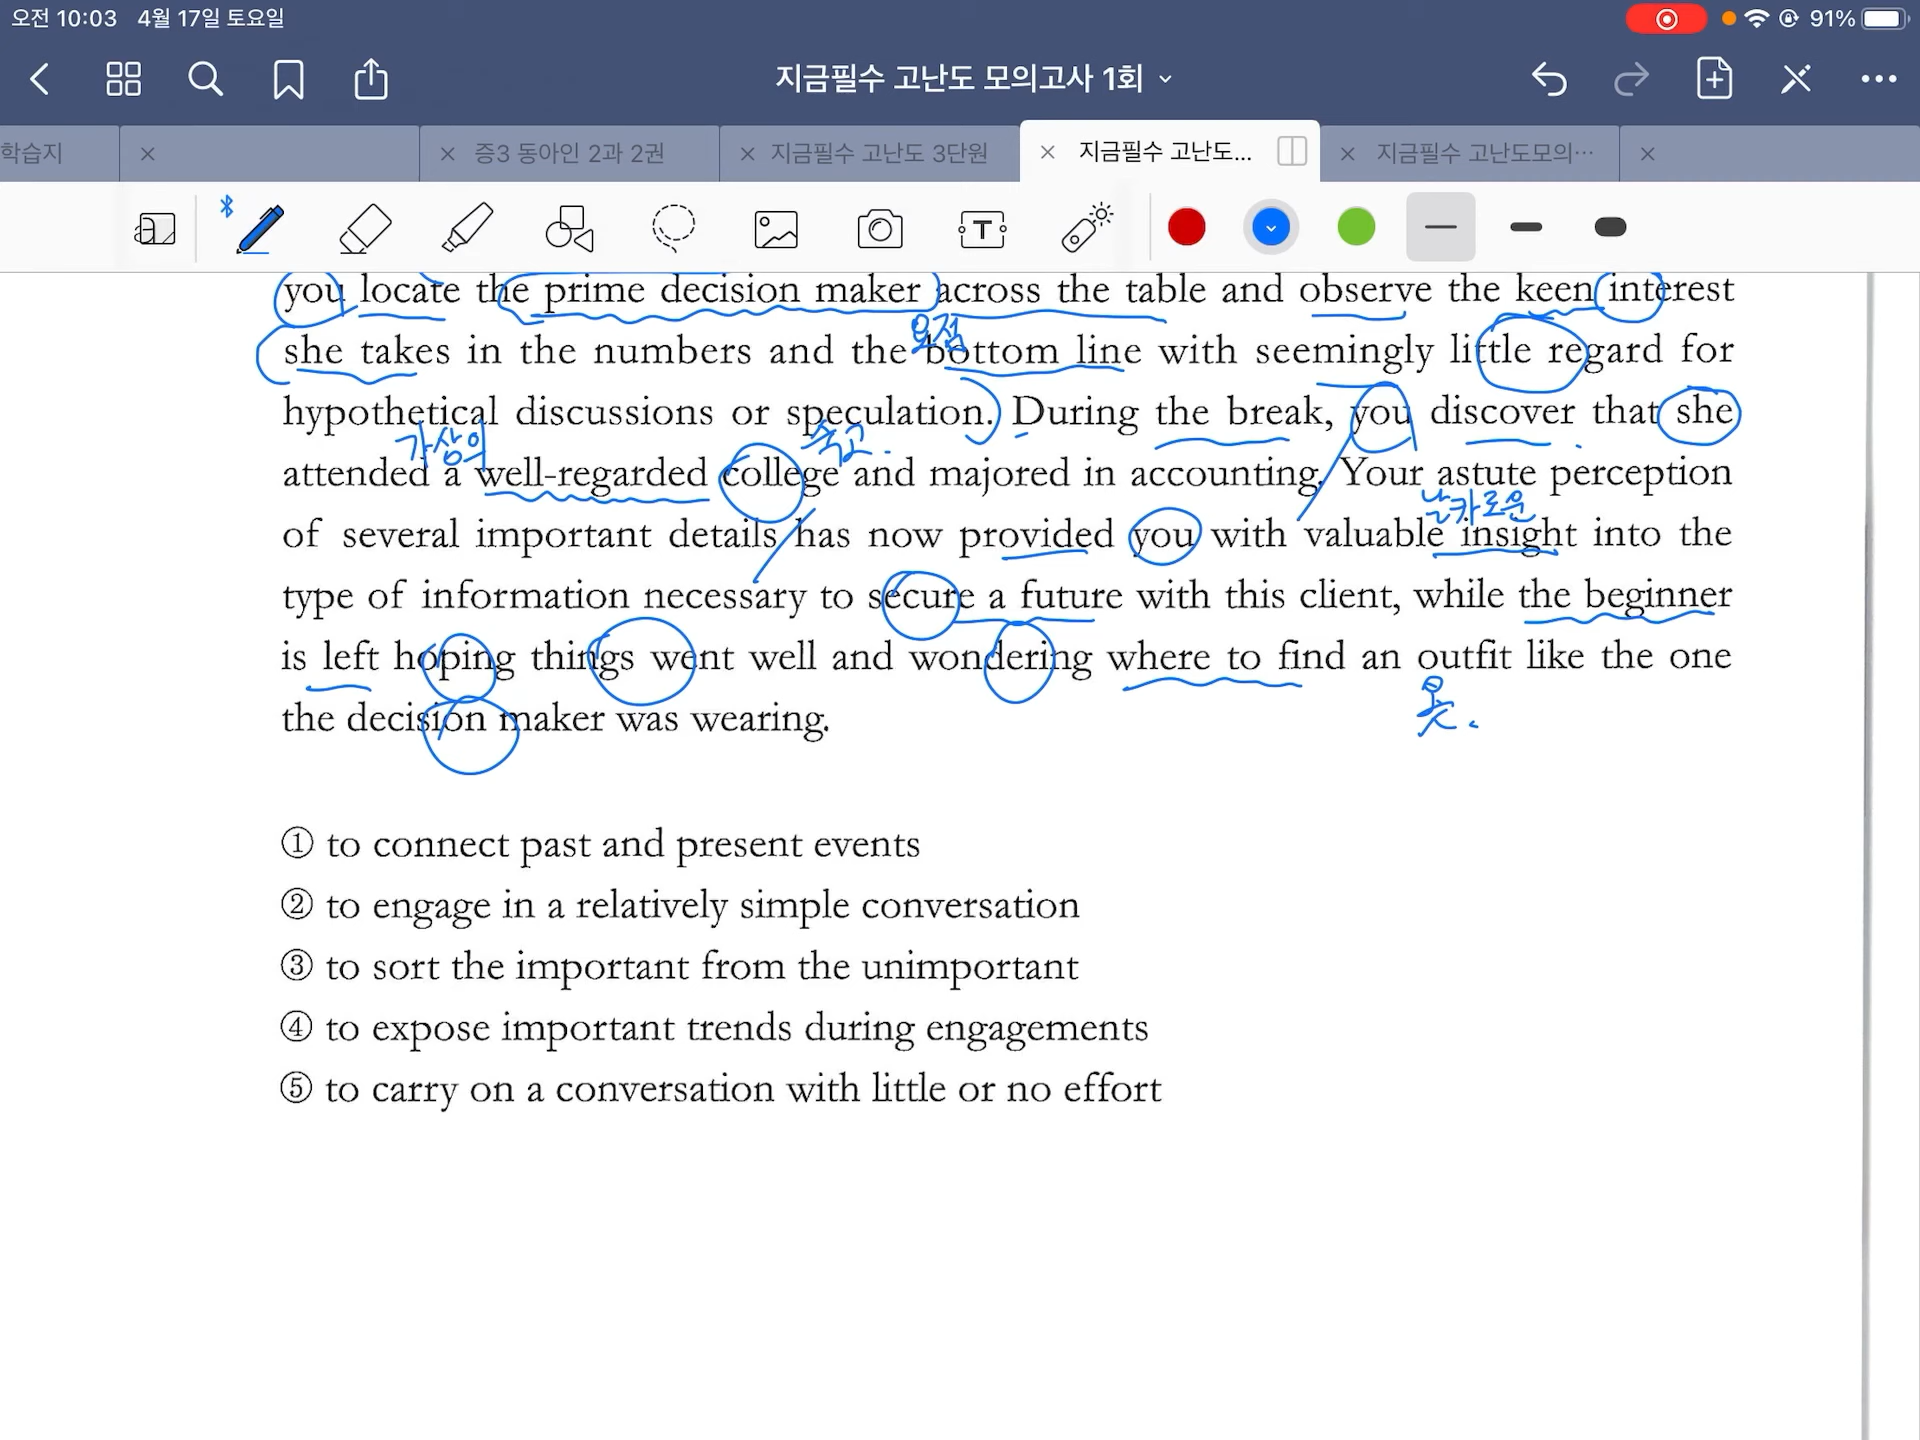 오전 10:03 4월 17일 토요일 91%
지금필수 고난도 모의고사 1회
학습지 증3 동아인 2과 2권 지금필수 고난도 3단원 지금필수 고난도... 지금필수 고난도모의…
you locate the prime decision maker across the table and observe the keen interest
요점
she takes in the numbers and the bottom line with seemingly little regard for
hypothetical discussions or speculation. During the break, you discover that she
가상의 숙고.
attended a well-regarded college and majored in accounting. Your astute perception
날카로운
of several important details has now provided you with valuable insight into the
type of information necessary to secure a future with this client, while the beginner
is left hoping things went well and wondering where to find an outfit like the one
옷.
the decision maker was wearing.
① to connect past and present events
② to engage in a relatively simple conversation
③ to sort the important from the unimportant
④ to expose important trends during engagements
⑤ to carry on a conversation with little or no effort